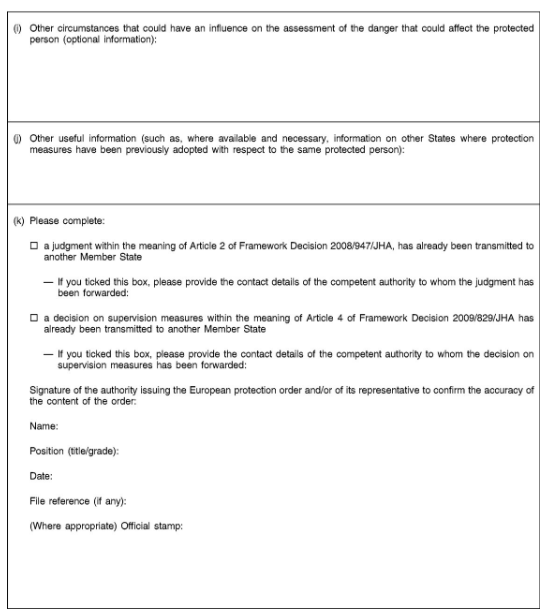 (i) Other circumstances that could have an influence on the assessment of the danger that could affect the protected
person (optional information):
(j) Other useful information (such as, where available and necessary, information on other States where protection
measures have been previously adopted with respect to the same protected person):
(k) Please complete:
☐ a judgment within the meaning of Article 2 of Framework Decision 2008/947/JHA, has already been transmitted to
another Member State
— If you ticked this box, please provide the contact details of the competent authority to whom the judgment has
been forwarded:
☐ a decision on supervision measures within the meaning of Article 4 of Framework Decision 2009/829/JHA has
already been transmitted to another Member State
— If you ticked this box, please provide the contact details of the competent authority to whom the decision on
supervision measures has been forwarded:
Signature of the authority issuing the European protection order and/or of its representative to confirm the accuracy of
the content of the order:
Name:
Position (title/grade):
Date:
File reference (if any):
(Where appropriate) Official stamp: